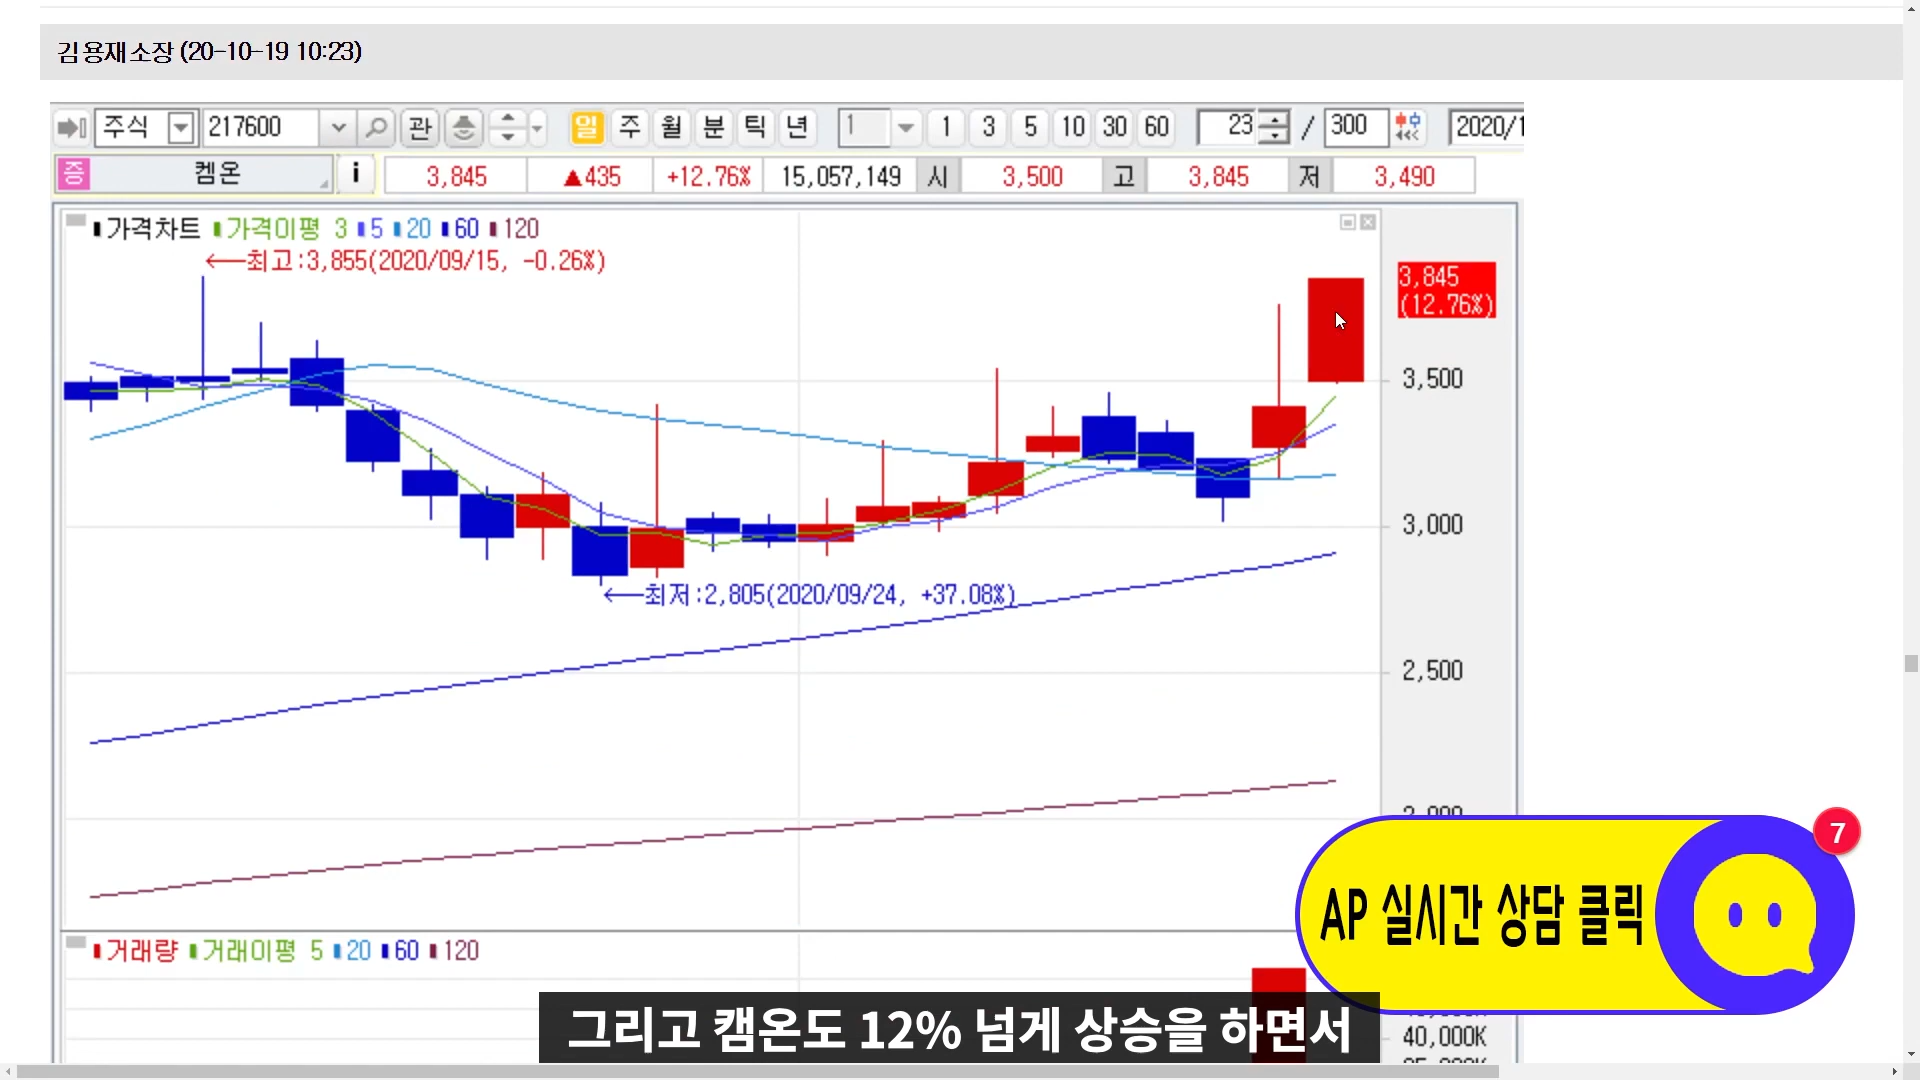 김용재소장 (20-10-19 10:23)
주식 217600 관 일 주 월 분 틱 년 1 1 3 5 10 30 60 23 / 300 2020/1
증 켐온 i 3,845 ▲435 +12.76% 15,057,149 시 3,500 고 3,845 저 3,490
가격차트 가격이평 3 5 20 60 120
←최고:3,855(2020/09/15, -0.26%)
3,845
(12.76%)
3,500
3,000
←최저:2,805(2020/09/24, +37.08%)
2,500
7
AP 실시간 상담 클릭
거래량 거래이평 5 20 60 120
그리고 캠온도 12% 넘게 상승을 하면서
40,000K